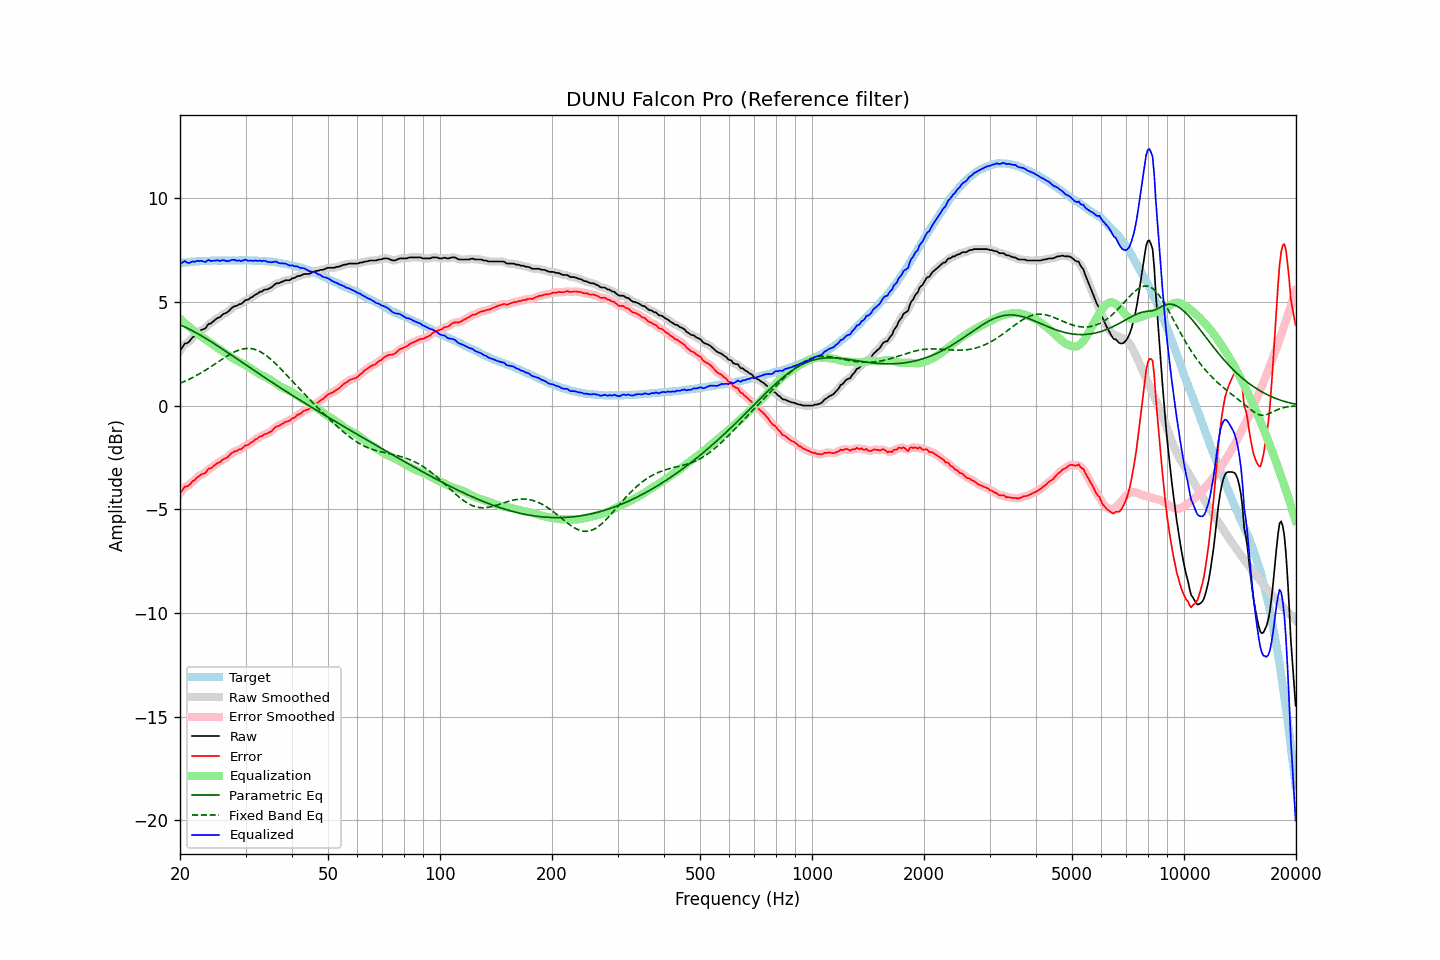 DUNU Falcon Pro (Reference filter)
Amplitude (dBr)
10
5
0
−5
−10
−15
−20
Target
Raw Smoothed
Error Smoothed
Raw
Error
Equalization
Parametric Eq
Fixed Band Eq
Equalized
20 50 100 200 500 1000 2000 5000 10000 20000
Frequency (Hz)